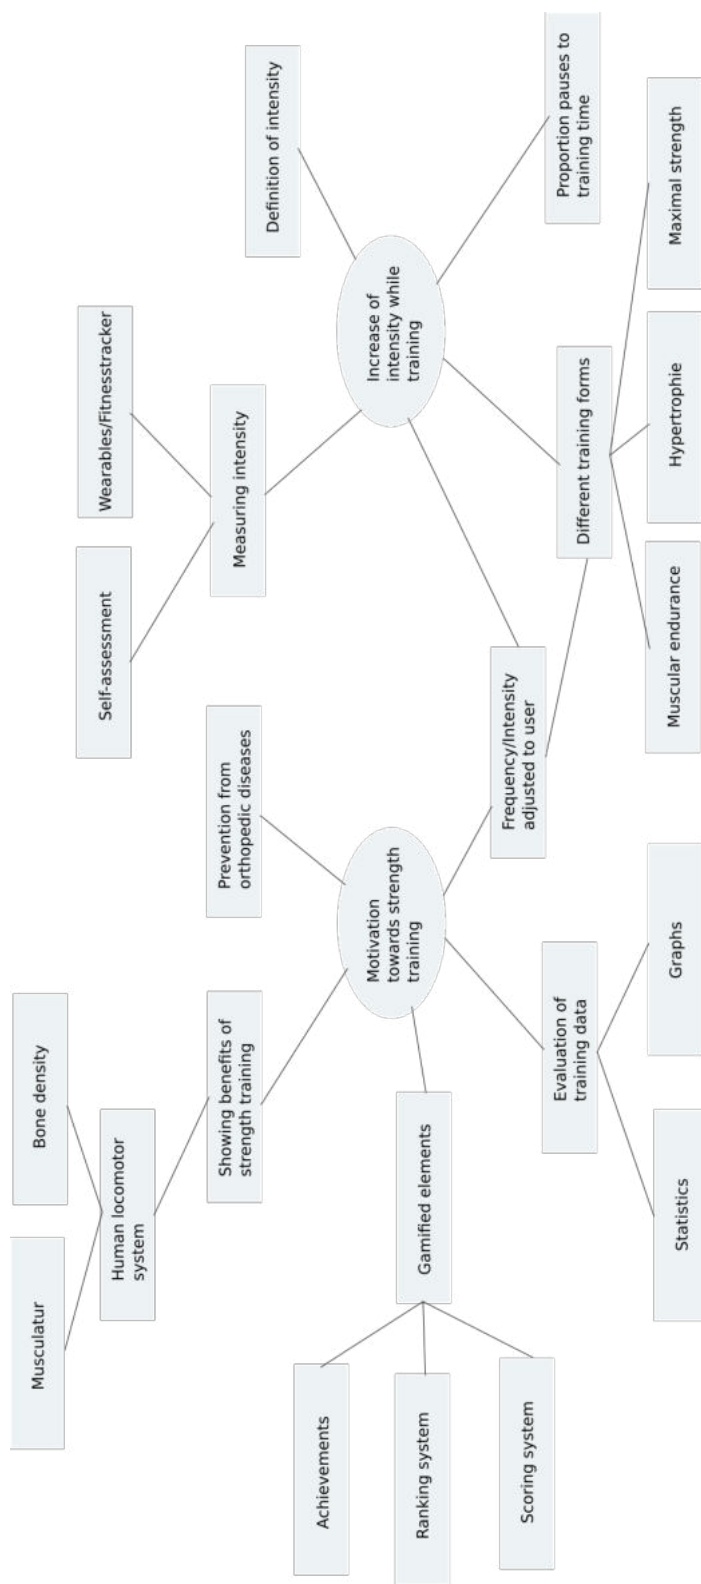 Musculatur
Bone density
Human locomotor
system
Showing benefits of
strength training
Prevention from
orthopedic diseases
Self-assessment
Wearables/Fitnesstracker
Measuring intensity
Definition of intensity
Achievements
Ranking system
Scoring system
Gamified elements
Motivation
towards strength
training
Increase of
intensity while
training
Frequency/Intensity
adjusted to user
Evaluation of
training data
Different training forms
Proportion pauses to
training time
Statistics
Graphs
Muscular endurance
Hypertrophie
Maximal strength